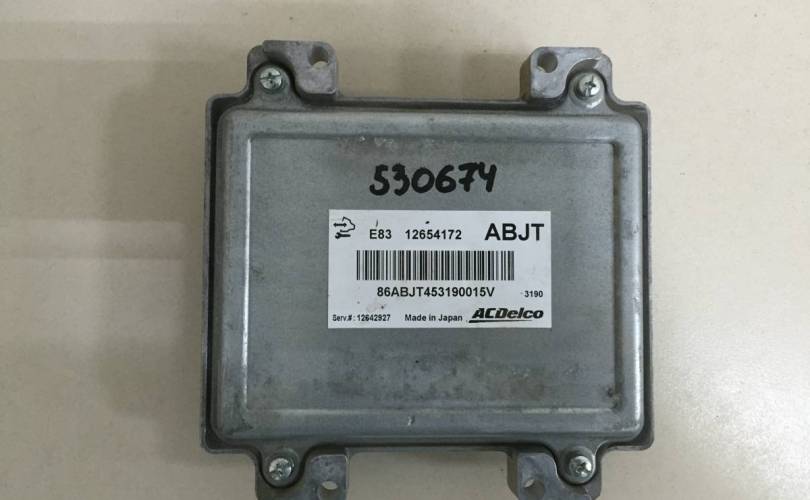 530674
E83 12654172 ABJT
86ABJT453190015V 3190
Serv.#: 12642927 Made in Japan ACDelco